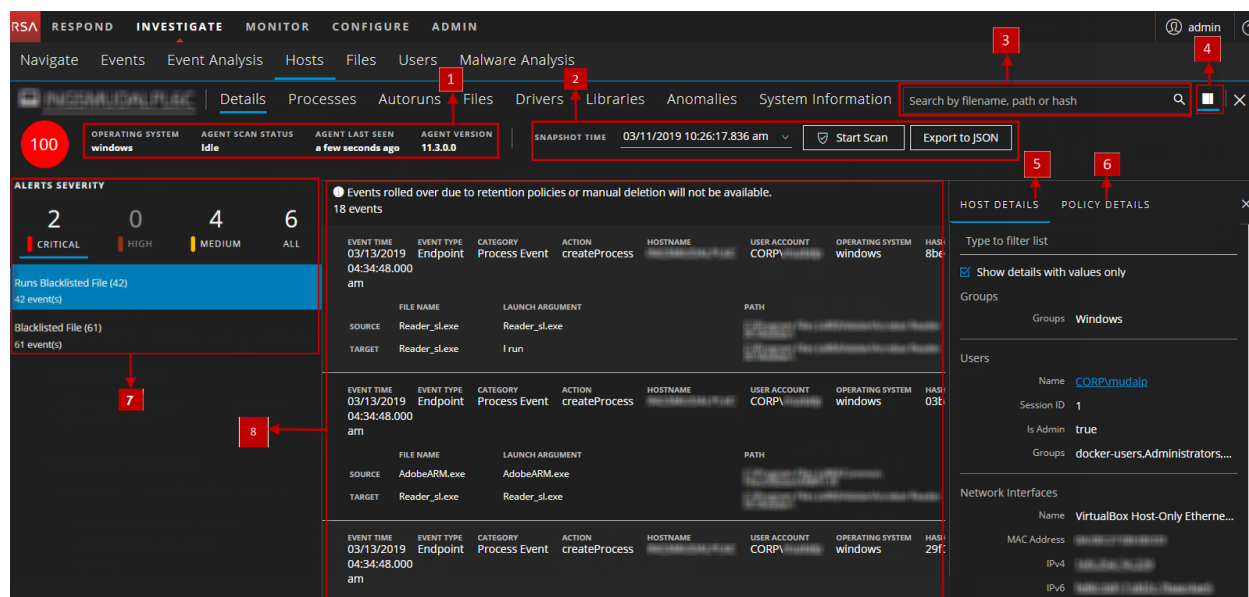 RSA RESPOND INVESTIGATE MONITOR CONFIGURE ADMIN admin
3
4
Navigate Events Event Analysis Hosts Files Users Malware Analysis
1
2
Details Processes Autoruns Files Drivers Libraries Anomalies System Information Search by filename, path or hash
100
OPERATING SYSTEM AGENT SCAN STATUS AGENT LAST SEEN AGENT VERSION
windows Idle a few seconds ago 11.3.0.0
SNAPSHOT TIME 03/11/2019 10:26:17.836 am Start Scan Export to JSON
5
6
ALERTS SEVERITY
2 0 4 6
CRITICAL HIGH MEDIUM ALL
Runs Blacklisted File (42)
42 event(s)
Blacklisted File (61)
61 event(s)
7
8
Events rolled over due to retention policies or manual deletion will not be available.
18 events
EVENT TIME EVENT TYPE CATEGORY ACTION HOSTNAME USER ACCOUNT OPERATING SYSTEM HASH
03/13/2019 Endpoint Process Event createProcess CORP\ windows 8be
04:34:48.000
am
FILE NAME LAUNCH ARGUMENT PATH
SOURCE Reader_sl.exe Reader_sl.exe
TARGET Reader_sl.exe I run
EVENT TIME EVENT TYPE CATEGORY ACTION HOSTNAME USER ACCOUNT OPERATING SYSTEM HASH
03/13/2019 Endpoint Process Event createProcess CORP\ windows 03b
04:34:48.000
am
FILE NAME LAUNCH ARGUMENT PATH
SOURCE AdobeARM.exe AdobeARM.exe
TARGET Reader_sl.exe Reader_sl.exe
EVENT TIME EVENT TYPE CATEGORY ACTION HOSTNAME USER ACCOUNT OPERATING SYSTEM HASH
03/13/2019 Endpoint Process Event createProcess CORP\ windows 29f
04:34:48.000
am
HOST DETAILS POLICY DETAILS
Type to filter list
Show details with values only
Groups
Groups Windows
Users
Name CORP\mudalp
Session ID 1
Is Admin true
Groups docker-users,Administrators,...
Network Interfaces
Name VirtualBox Host-Only Etherne...
MAC Address
IPv4
IPv6